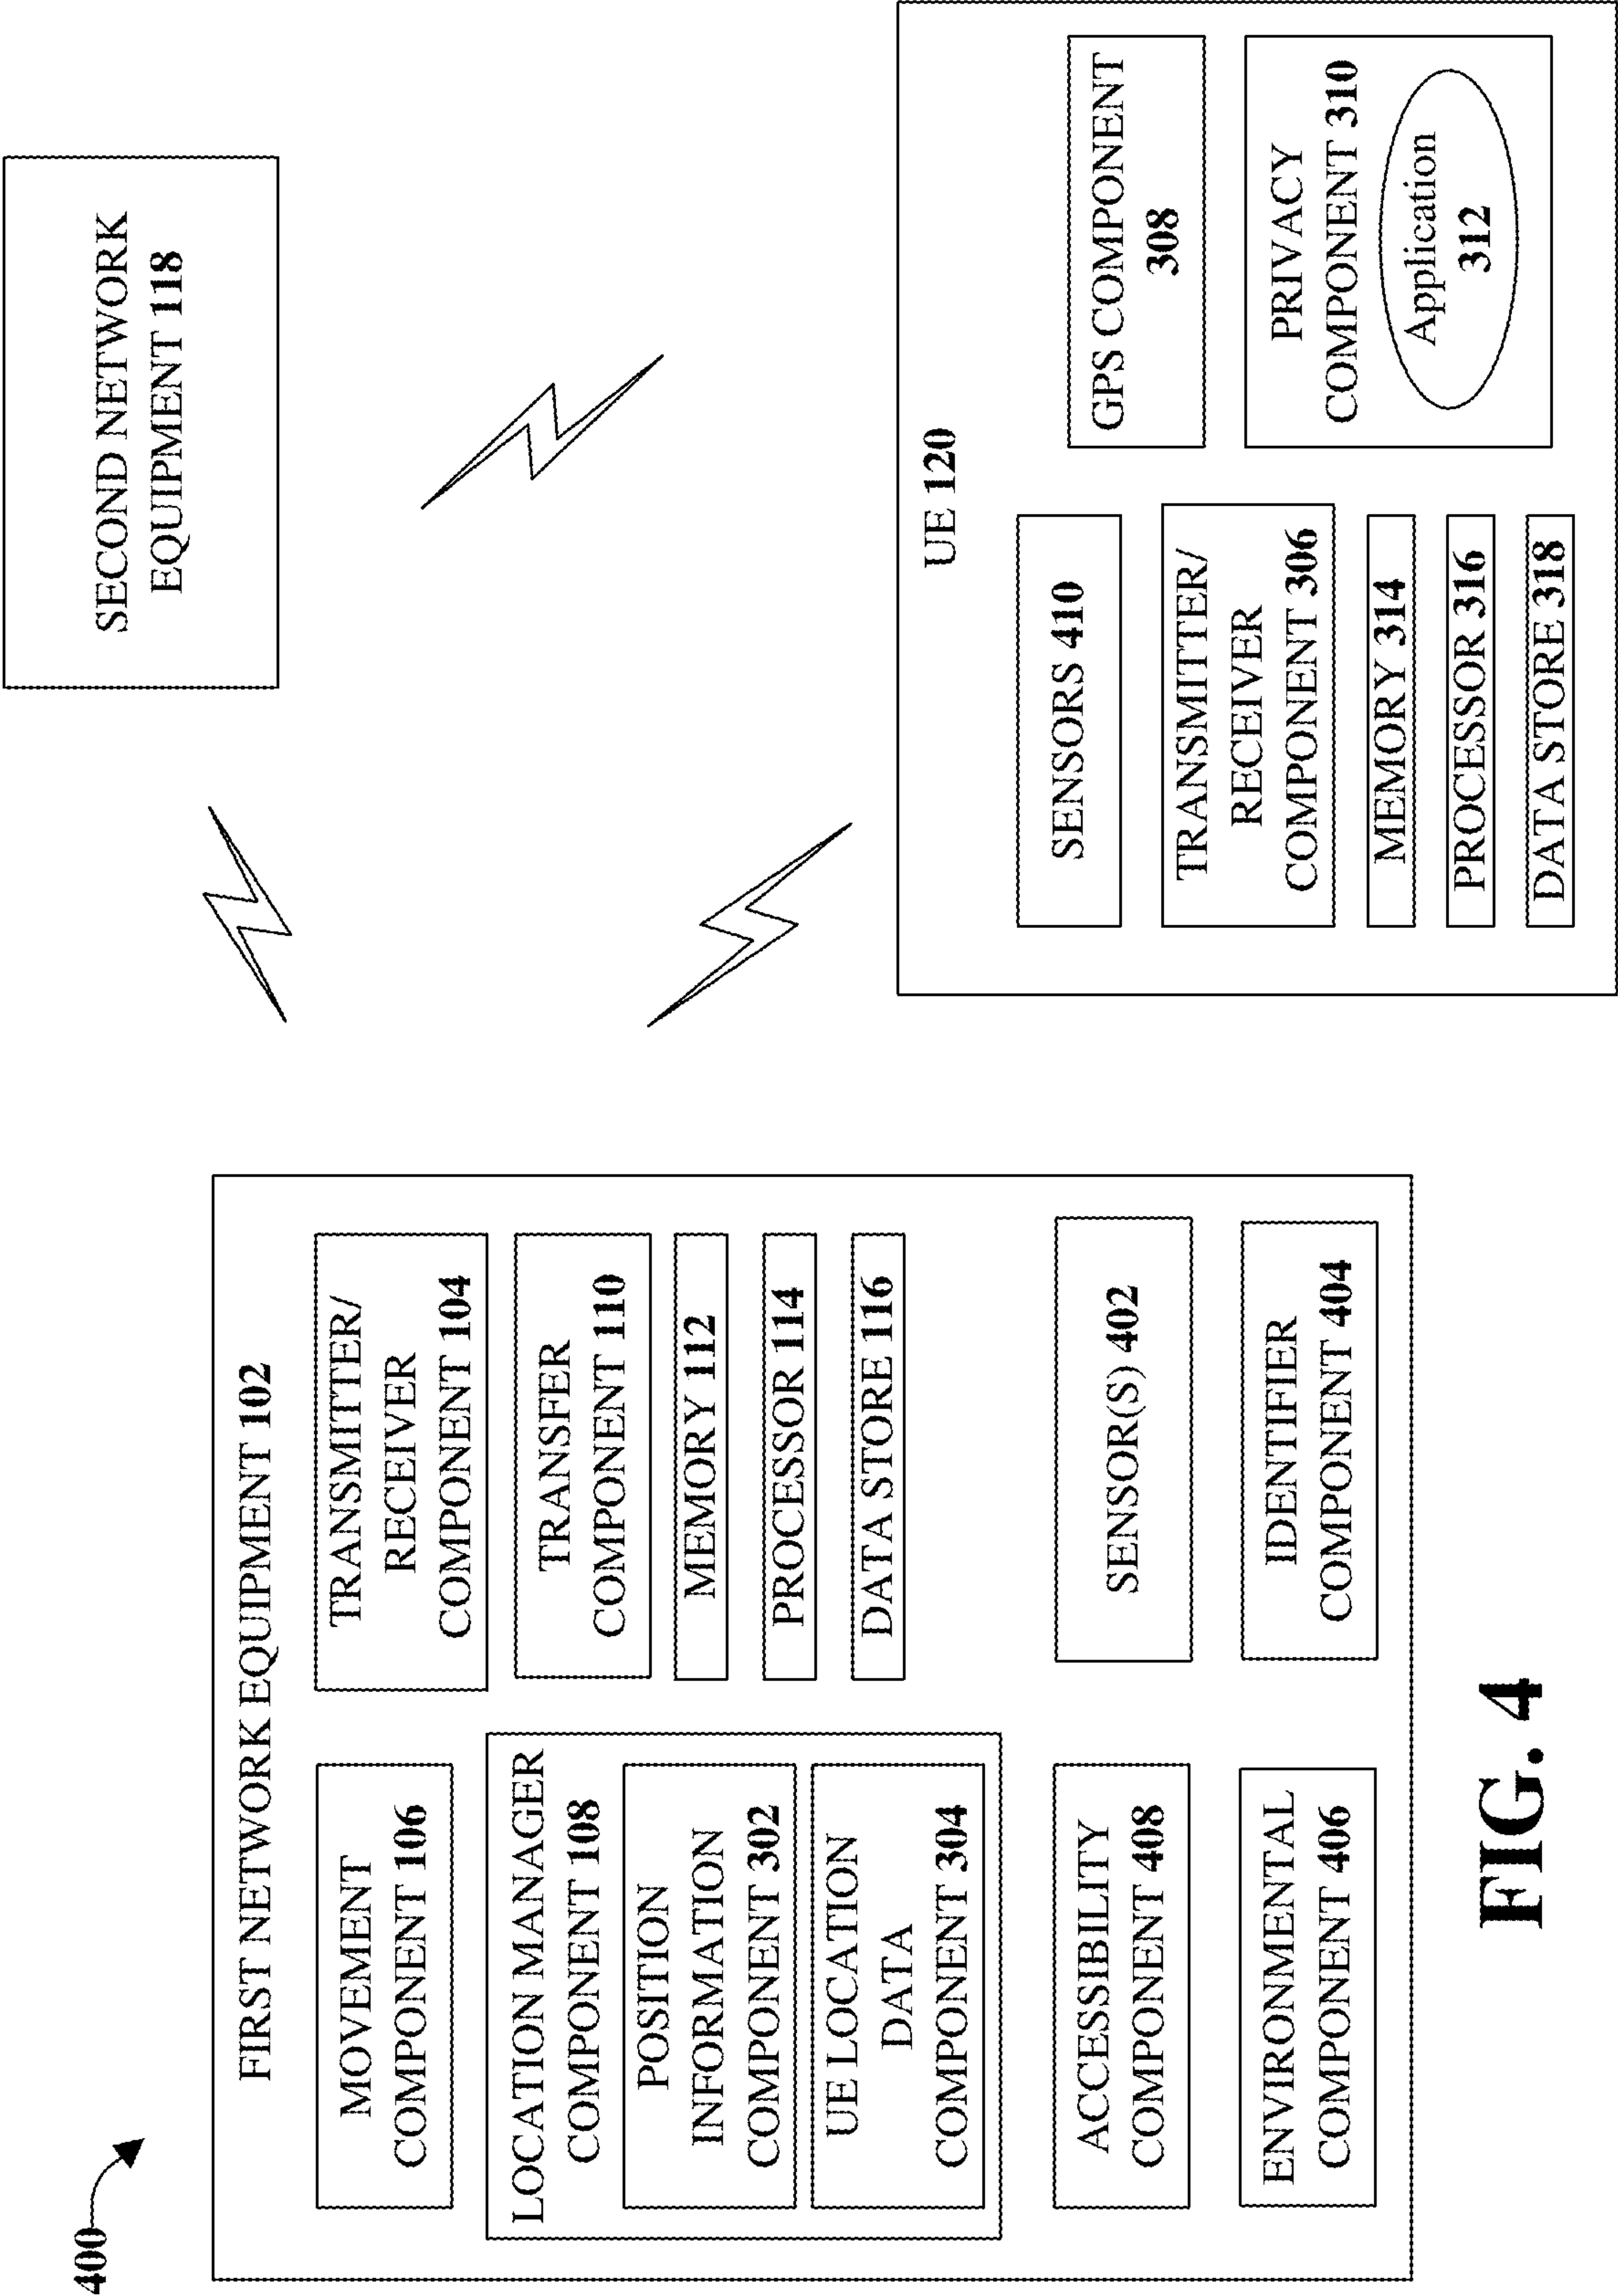 400
FIRST NETWORK EQUIPMENT 102
MOVEMENT
COMPONENT 106
LOCATION MANAGER
COMPONENT 108
POSITION
INFORMATION
COMPONENT 302
UE LOCATION
DATA
COMPONENT 304
ACCESSIBILITY
COMPONENT 408
ENVIRONMENTAL
COMPONENT 406
TRANSMITTER/
RECEIVER
COMPONENT 104
TRANSFER
COMPONENT 110
MEMORY 112
PROCESSOR 114
DATA STORE 116
SENSOR(S) 402
IDENTIFIER
COMPONENT 404
SECOND NETWORK
EQUIPMENT 118
UE 120
SENSORS 410
TRANSMITTER/
RECEIVER
COMPONENT 306
MEMORY 314
PROCESSOR 316
DATA STORE 318
GPS COMPONENT
308
PRIVACY
COMPONENT 310
Application
312
FIG. 4